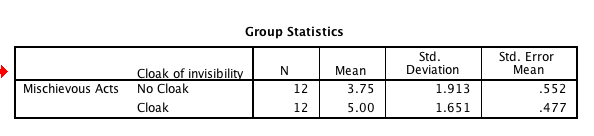 Group Statistics
Cloak of invisibility N Mean Std. Deviation Std. Error Mean
Mischievous Acts No Cloak 12 3.75 1.913 .552
Cloak 12 5.00 1.651 .477